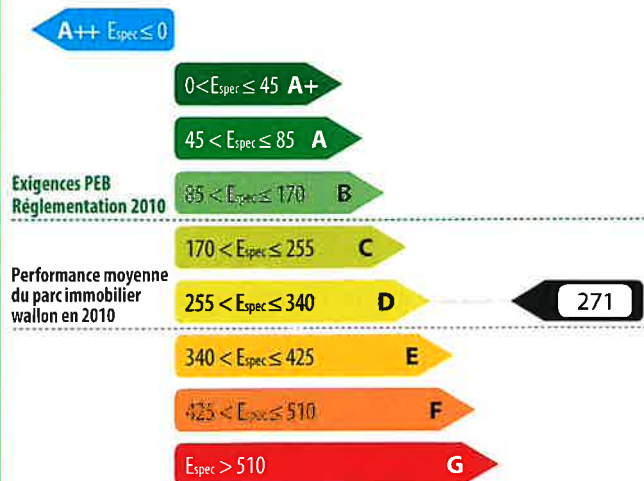 A++ Espec ≤ 0
0 < Espec ≤ 45 A+
45 < Espec ≤ 85 A
Exigences PEB
Réglementation 2010
85 < Espec ≤ 170 B
170 < Espec ≤ 255 C
Performance moyenne
du parc immobilier
wallon en 2010
255 < Espec ≤ 340 D
271
340 < Espec ≤ 425 E
425 < Espec ≤ 510 F
Espec > 510 G